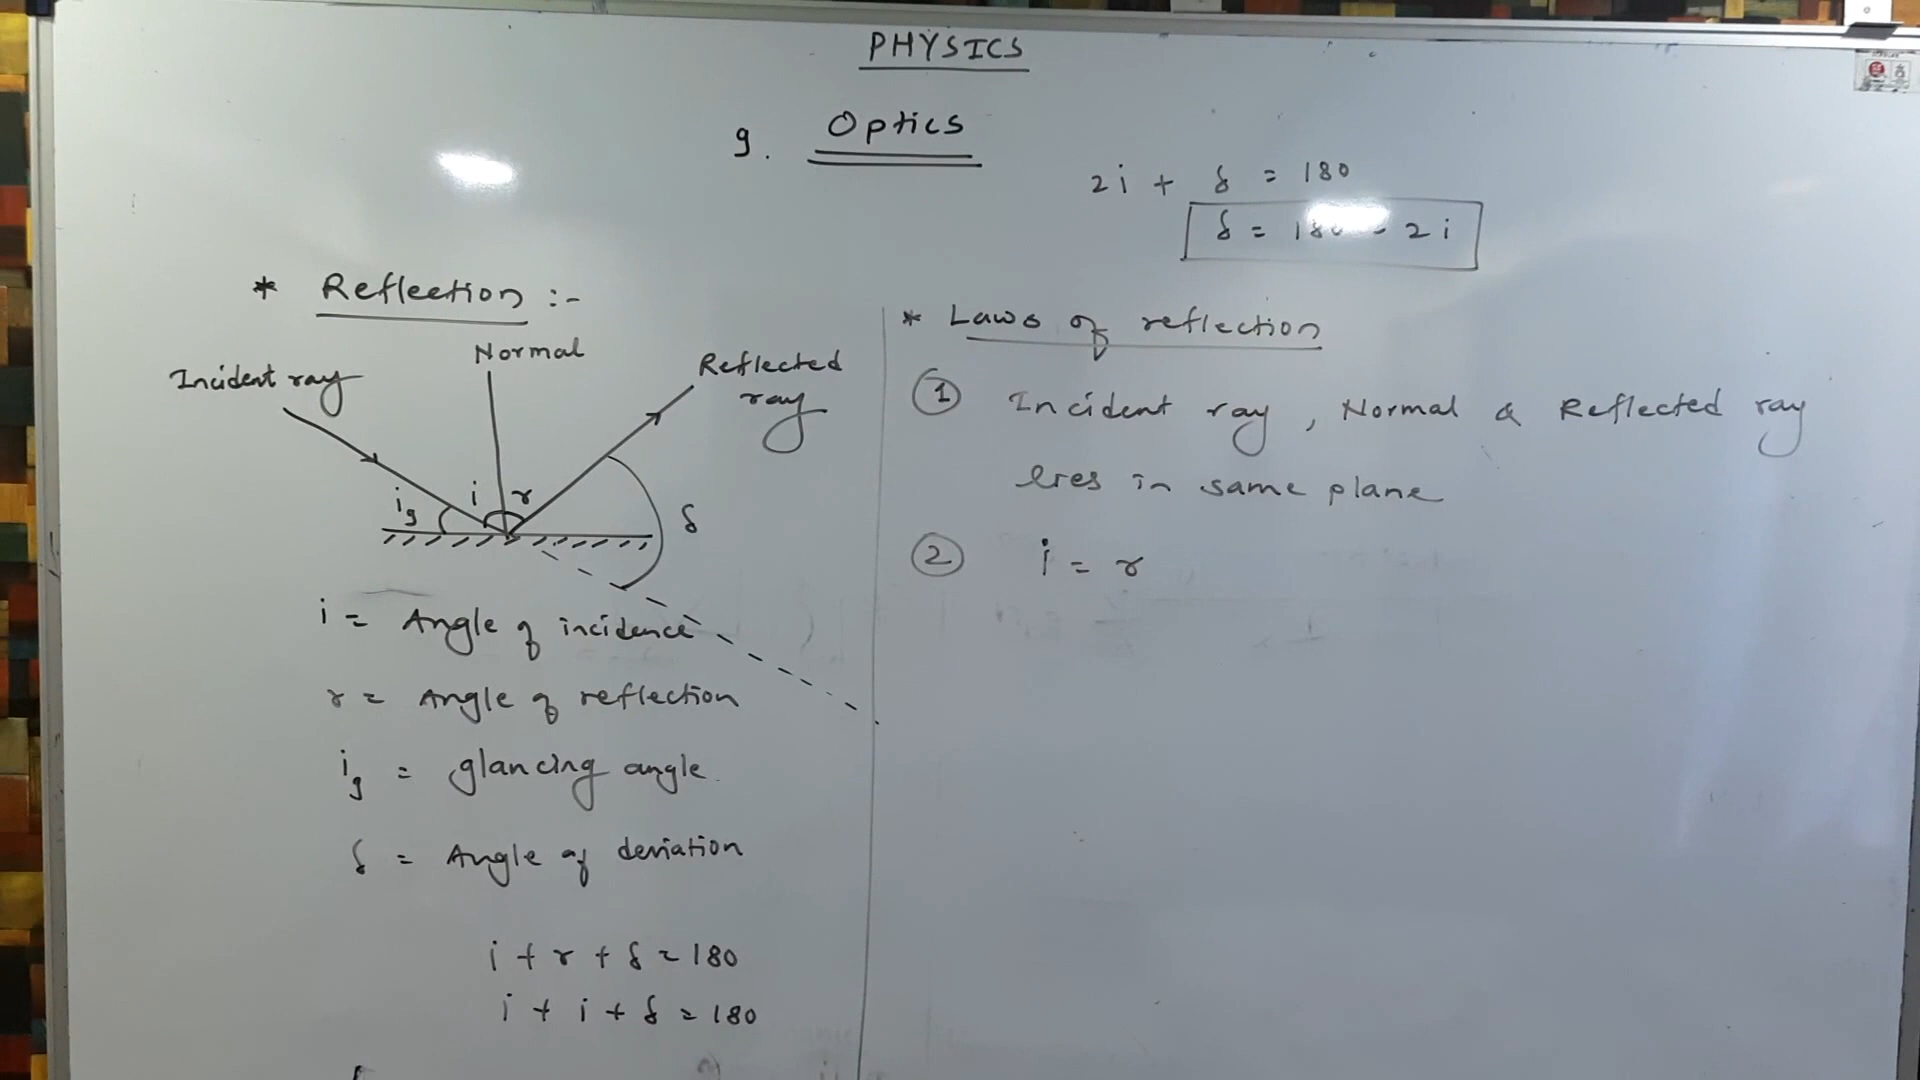 PHYSICS
9. Optics
2i + δ = 180
δ = 180 - 2i
* Reflection :-
Normal
Incident ray
Reflected
ray
i r
ig
δ
i = Angle of incidence
r = Angle of reflection
ig = glancing angle
δ = Angle of deviation
i + r + δ = 180
i + i + δ = 180
* Laws of reflection
1 Incident ray, Normal & Reflected ray
lies in same plane
2 i = r